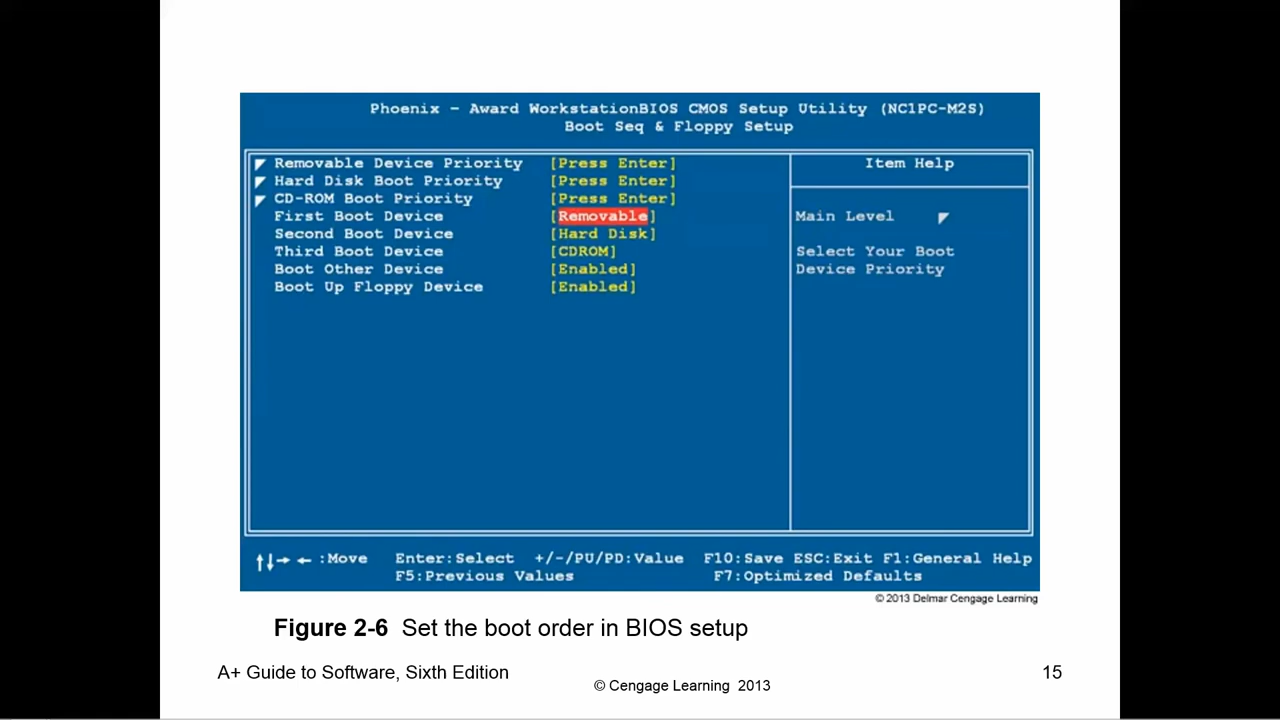 Phoenix - Award WorkstationBIOS CMOS Setup Utility (NC1PC-M2S)
Boot Seq & Floppy Setup
Removable Device Priority [Press Enter]
Hard Disk Boot Priority [Press Enter]
CD-ROM Boot Priority [Press Enter]
First Boot Device [Removable]
Second Boot Device [Hard Disk]
Third Boot Device [CDROM]
Boot Other Device [Enabled]
Boot Up Floppy Device [Enabled]
Item Help
Main Level
Select Your Boot
Device Priority
↑↓→ ← :Move Enter:Select +/-/PU/PD:Value F10:Save ESC:Exit F1:General Help
F5:Previous Values F7:Optimized Defaults
© 2013 Delmar Cengage Learning
Figure 2-6 Set the boot order in BIOS setup
A+ Guide to Software, Sixth Edition
© Cengage Learning 2013
15